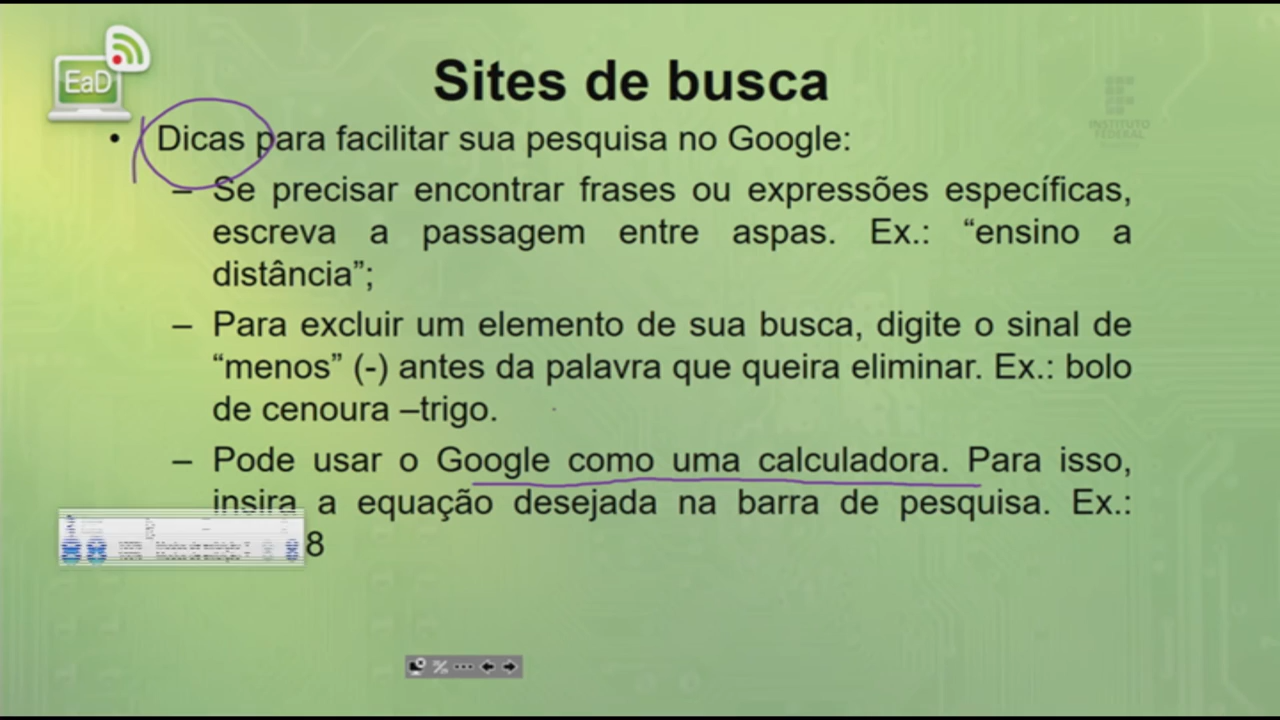 EaD
Sites de busca
INSTITUTO
FEDERAL
• Dicas para facilitar sua pesquisa no Google:
– Se precisar encontrar frases ou expressões específicas,
escreva a passagem entre aspas. Ex.: “ensino a
distância”;
– Para excluir um elemento de sua busca, digite o sinal de
“menos” (-) antes da palavra que queira eliminar. Ex.: bolo
de cenoura –trigo.
– Pode usar o Google como uma calculadora. Para isso,
insira a equação desejada na barra de pesquisa. Ex.:
8